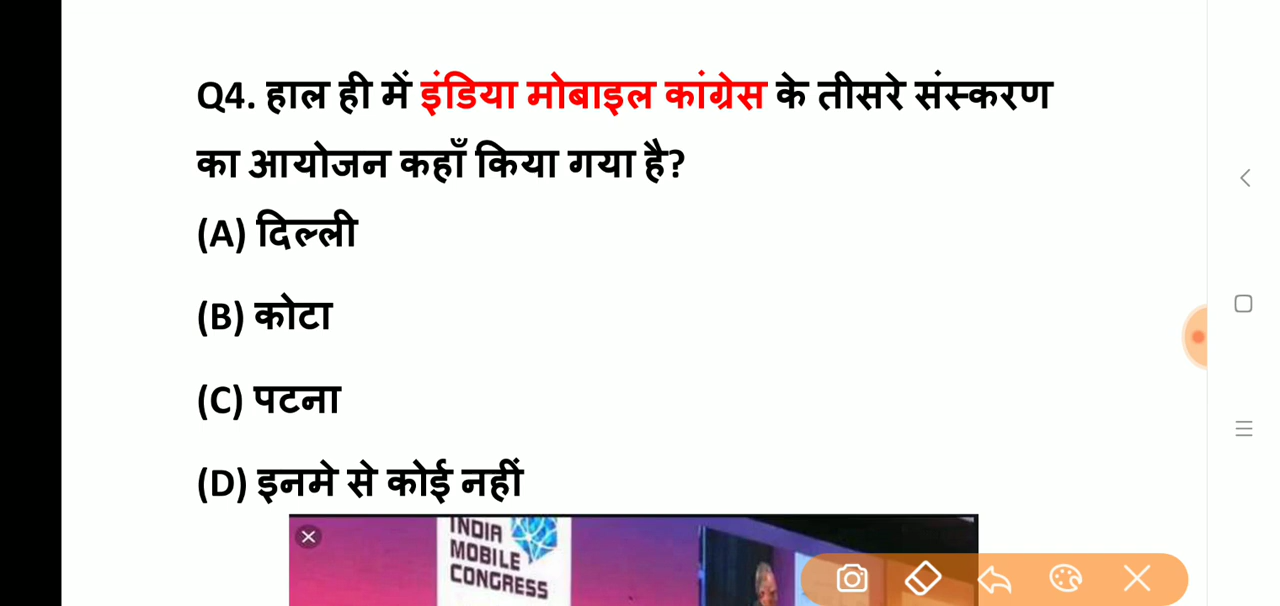 Q4. हाल ही में इंडिया मोबाइल कांग्रेस के तीसरे संस्करण
का आयोजन कहाँ किया गया है?
(A) दिल्ली
(B) कोटा
(C) पटना
(D) इनमे से कोई नहीं
INDIA
MOBILE
CONGRESS